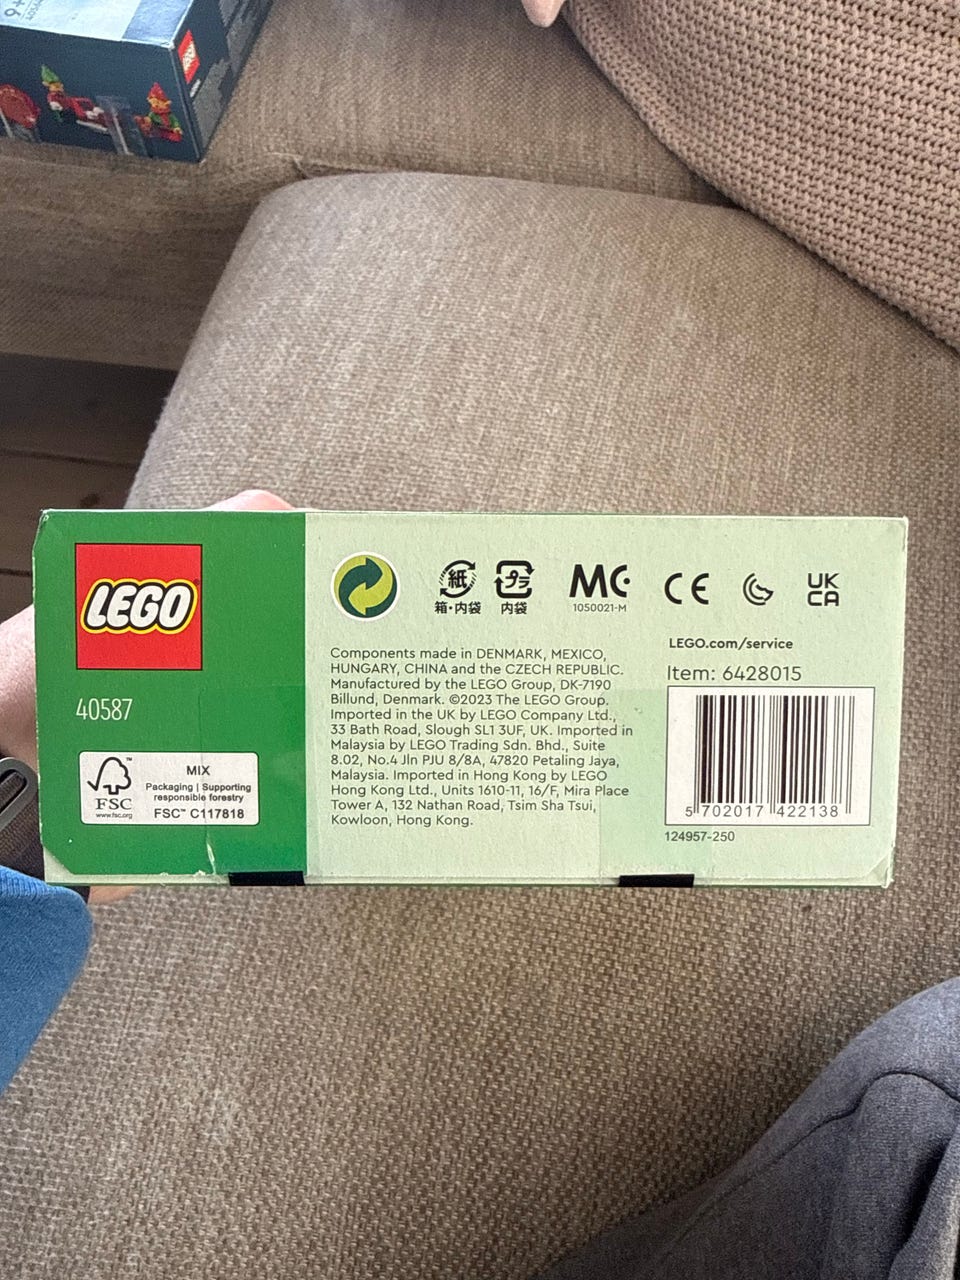 9+
LEGO
LEGO
40587
FSC™
www.fsc.org
MIX
Packaging | Supporting
responsible forestry
FSC™ C117818
紙
箱・内袋
プラ
内袋
MC
1050021-M
CE
UK
CA
Components made in DENMARK, MEXICO,
HUNGARY, CHINA and the CZECH REPUBLIC.
Manufactured by the LEGO Group, DK-7190
Billund, Denmark. ©2023 The LEGO Group.
Imported in the UK by LEGO Company Ltd.,
33 Bath Road, Slough SL1 3UF, UK. Imported in
Malaysia by LEGO Trading Sdn. Bhd., Suite
8.02, No.4 Jln PJU 8/8A, 47820 Petaling Jaya,
Malaysia. Imported in Hong Kong by LEGO
Hong Kong Ltd., Units 1610-11, 16/F, Mira Place
Tower A, 132 Nathan Road, Tsim Sha Tsui,
Kowloon, Hong Kong.
LEGO.com/service
Item: 6428015
5 702017 422138
124957-250